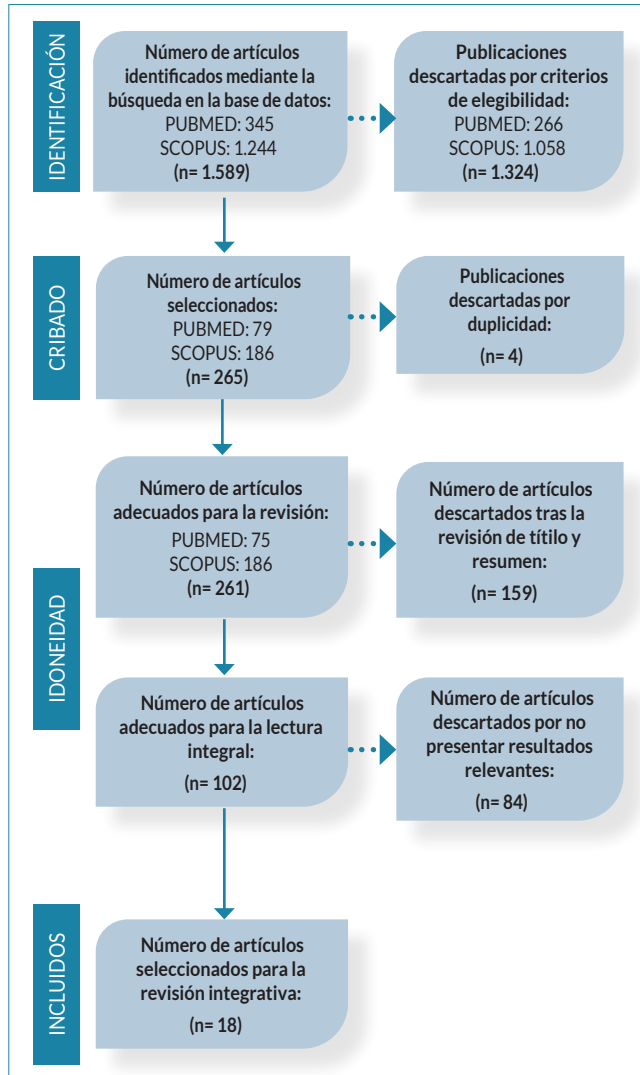 IDENTIFICACIÓN
Número de artículos
identificados mediante la
búsqueda en la base de datos:
PUBMED: 345
SCOPUS: 1.244
(n= 1.589)
Publicaciones
descartadas por criterios
de elegibilidad:
PUBMED: 266
SCOPUS: 1.058
(n= 1.324)
CRIBADO
Número de artículos
seleccionados:
PUBMED: 79
SCOPUS: 186
(n= 265)
Publicaciones
descartadas por
duplicidad:
(n= 4)
IDONEIDAD
Número de artículos
adecuados para la revisión:
PUBMED: 75
SCOPUS: 186
(n= 261)
Número de artículos
descartados tras la
revisión de títilo y
resumen:
(n= 159)
Número de artículos
adecuados para la lectura
integral:
(n= 102)
Número de artículos
descartados por no
presentar resultados
relevantes:
(n= 84)
INCLUIDOS
Número de artículos
seleccionados para la
revisión integrativa:
(n= 18)